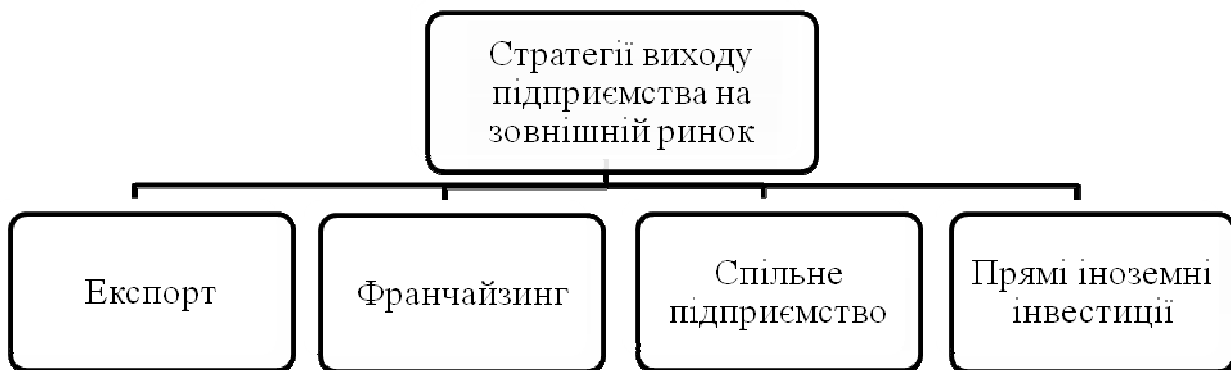 Стратегії виходу
підприємства на
зовнішній ринок
Експорт
Франчайзинг
Спільне
підприємство
Прямі іноземні
інвестиції